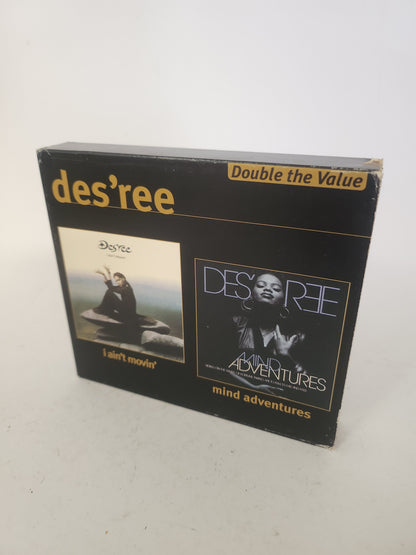 Double the Value
des'ree
Des'ree
i ain't movin'
DES'REE
MIND
ADVENTURES
mind adventures